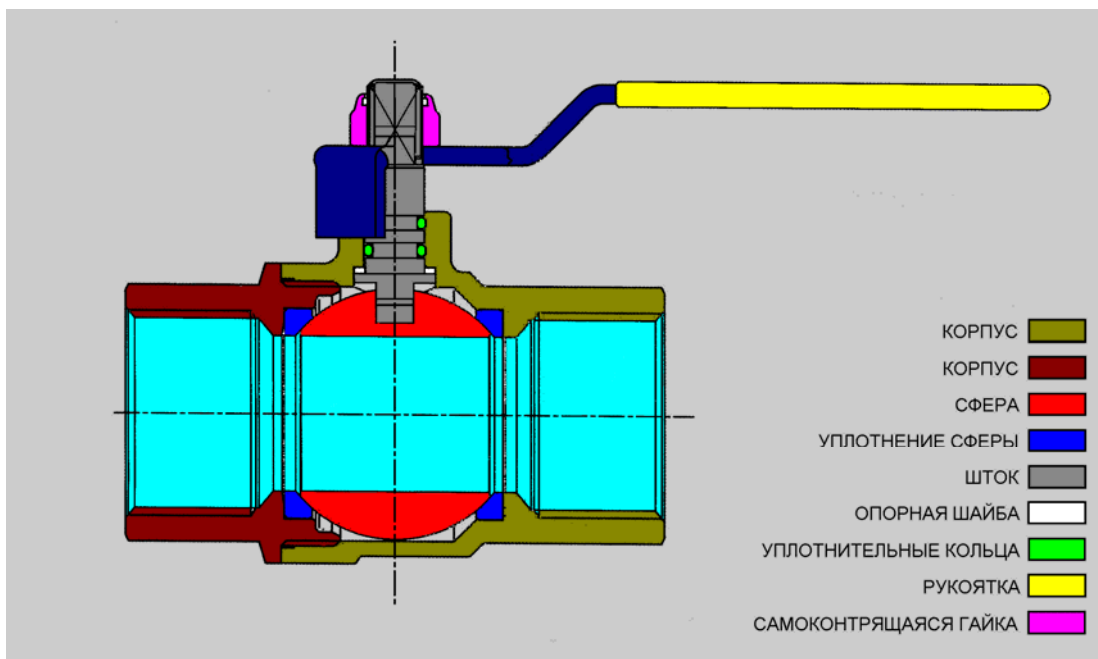 КОРПУС
КОРПУС
СФЕРА
УПЛОТНЕНИЕ СФЕРЫ
ШТОК
ОПОРНАЯ ШАЙБА
УПЛОТНИТЕЛЬНЫЕ КОЛЬЦА
РУКОЯТКА
САМОКОНТРЯЩАЯСЯ ГАЙКА